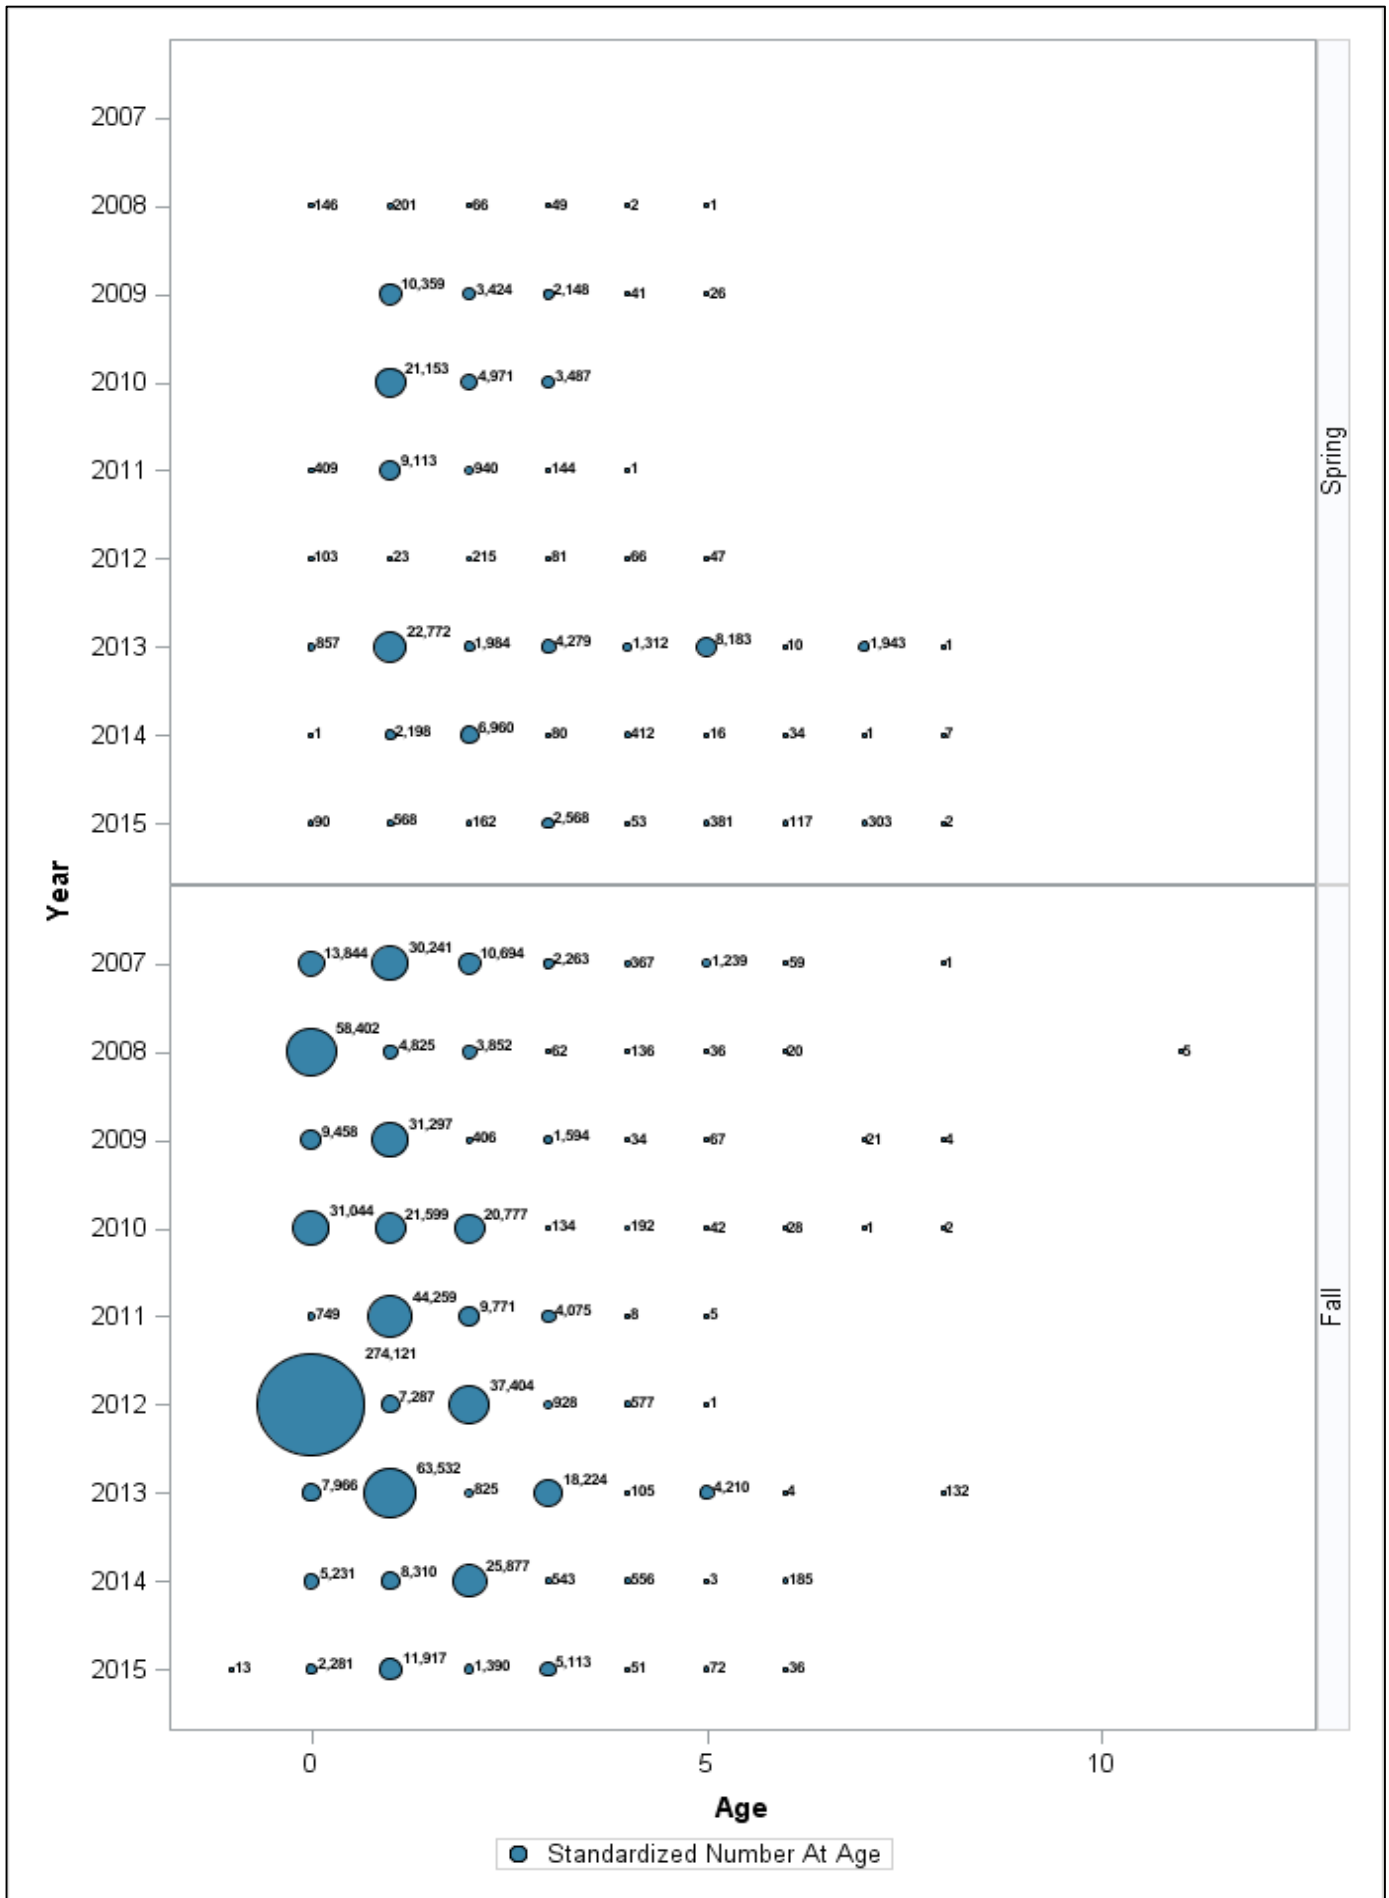 2007
2008 146 201 66 49 2 1
2009 10,359 3,424 2,148 41 26
2010 21,153 4,971 3,487
2011 409 9,113 940 144 1
2012 103 23 215 81 66 47
2013 857 22,772 1,984 4,279 1,312 8,183 10 1,943 1
2014 1 2,198 6,960 80 412 16 34 1 7
2015 90 568 162 2,568 53 381 117 303 2
Spring
Year
2007 13,844 30,241 10,694 2,263 367 1,239 59 1
2008 58,402 4,825 3,852 62 136 36 20 5
2009 9,458 31,297 406 1,594 34 67 21 4
2010 31,044 21,599 20,777 134 192 42 28 1 2
2011 749 44,259 9,771 4,075 8 5
2012 274,121 7,287 37,404 928 577 1
2013 7,966 63,532 825 18,224 105 4,210 4 132
2014 5,231 8,310 25,877 543 556 3 185
2015 13 2,281 11,917 1,390 5,113 51 72 36
Fall
0 5 10
Age
Standardized Number At Age